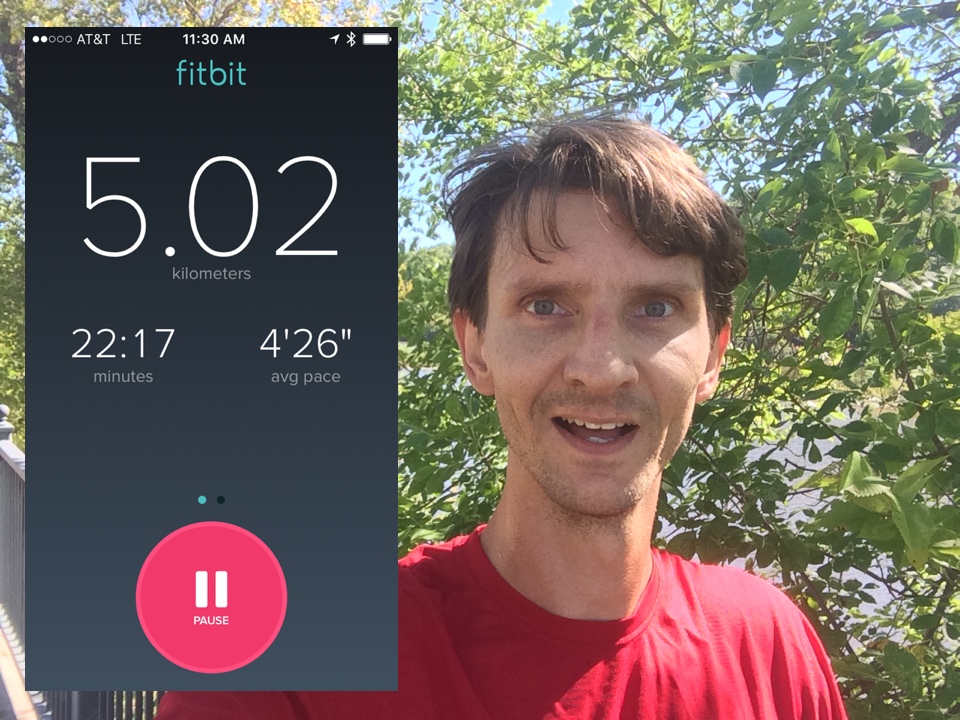 AT&T LTE 11:30 AM
fitbit
5.02
kilometers
22:17 4'26"
minutes avg pace
PAUSE